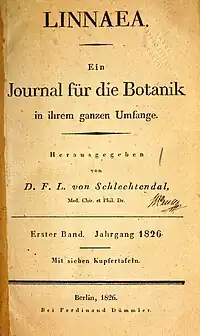 LINNAEA.
Ein
Journal für die Botanik
in ihrem ganzen Umfange.
Herausgegeben
von
D. F. L. von Schlechtendal,
Med. Chir. et Phil. Dr.
Erster Band. Jahrgang 1826
Mit sieben Kupfertafeln.
Berlin, 1826.
Bei Ferdinand Dümmler.